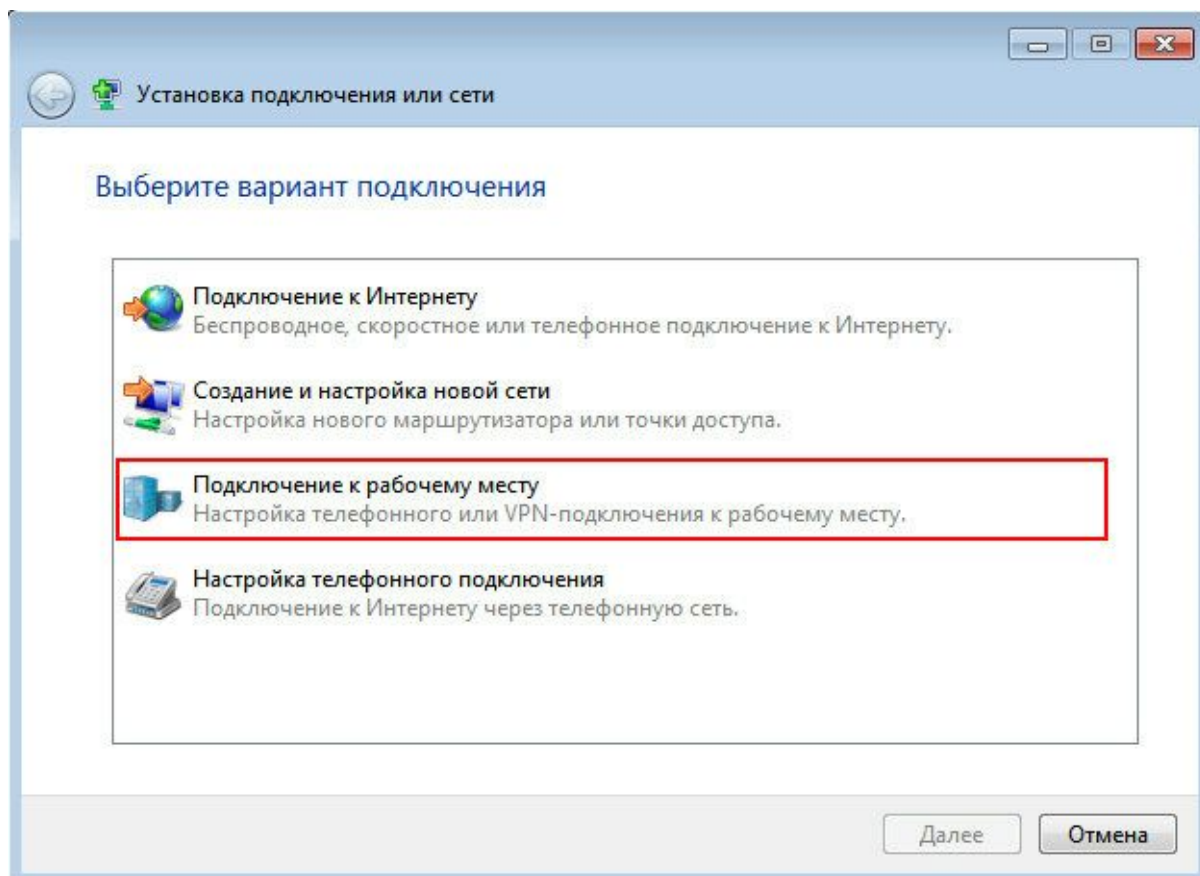 Установка подключения или сети
Выберите вариант подключения
Подключение к Интернету
Беспроводное, скоростное или телефонное подключение к Интернету.
Создание и настройка новой сети
Настройка нового маршрутизатора или точки доступа.
Подключение к рабочему месту
Настройка телефонного или VPN-подключения к рабочему месту.
Настройка телефонного подключения
Подключение к Интернету через телефонную сеть.
Далее
Отмена